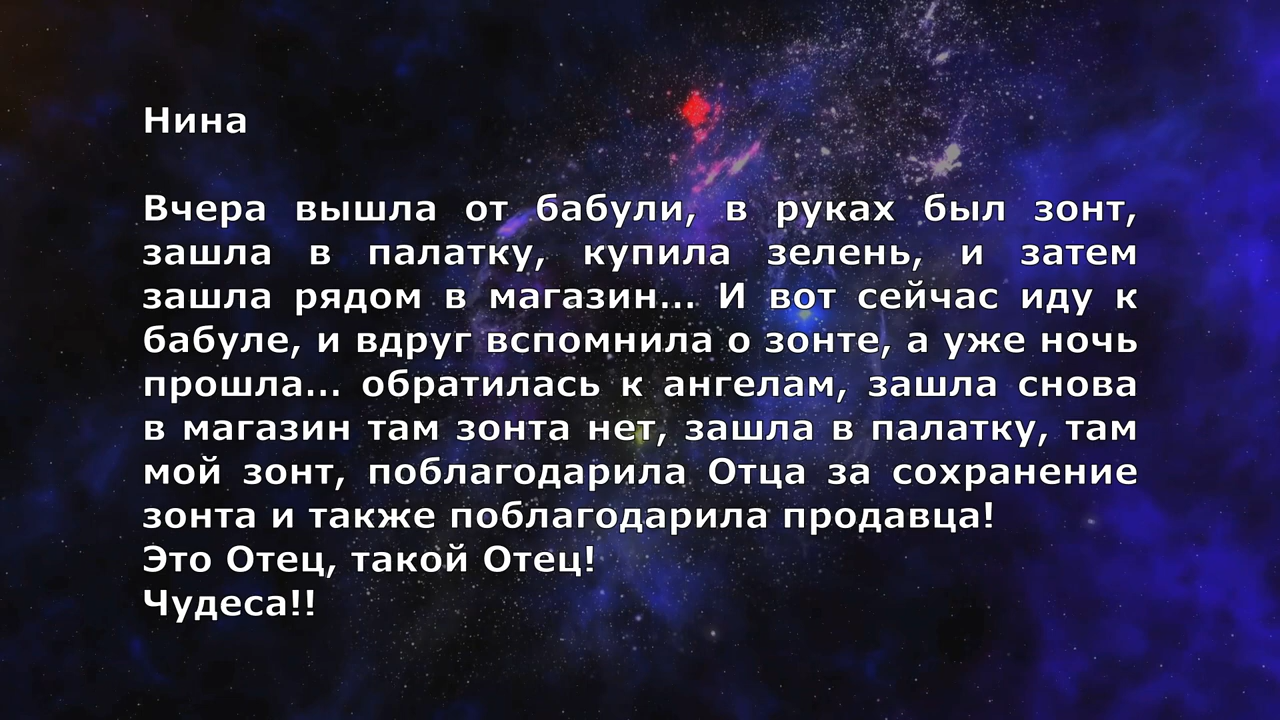 Нина
Вчера вышла от бабули, в руках был зонт,
зашла в палатку, купила зелень, и затем
зашла рядом в магазин... И вот сейчас иду к
бабуле, и вдруг вспомнила о зонте, а уже ночь
прошла... обратилась к ангелам, зашла снова
в магазин там зонта нет, зашла в палатку, там
мой зонт, поблагодарила Отца за сохранение
зонта и также поблагодарила продавца!
Это Отец, такой Отец!
Чудеса!!